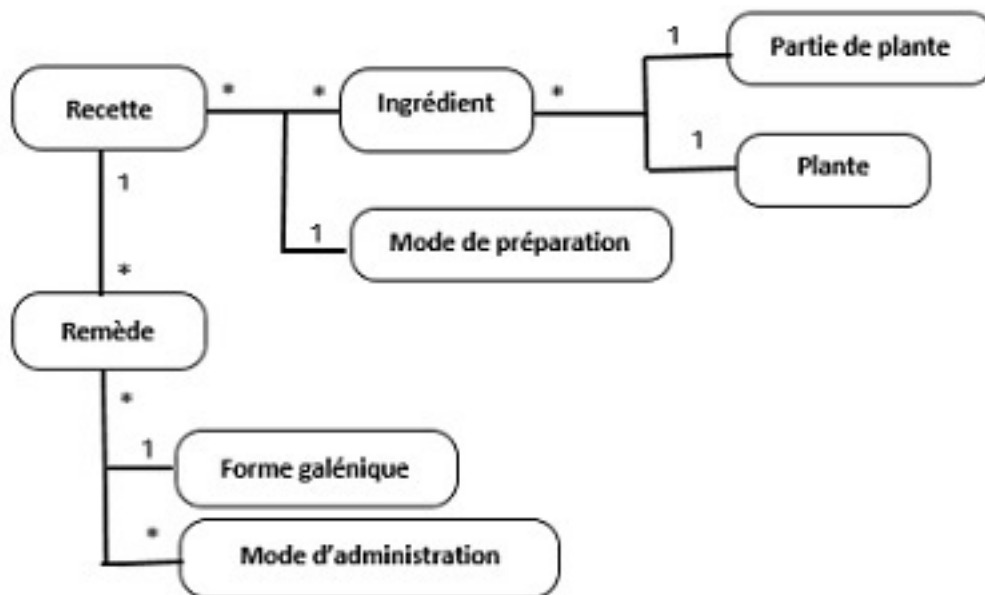 1
Partie de plante
Recette
*
*
Ingrédient
*
1
Plante
1
1
Mode de préparation
*
Remède
*
1
Forme galénique
*
Mode d'administration